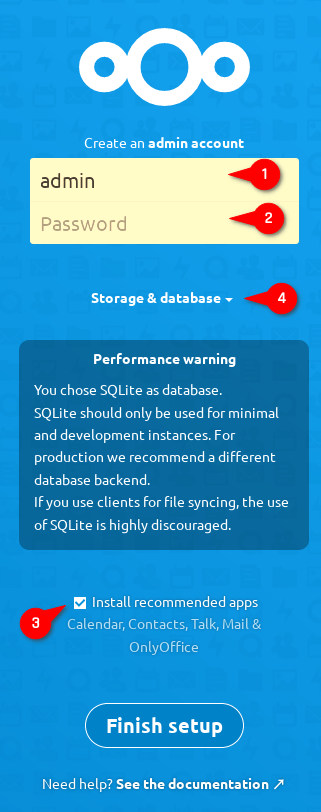 Create an admin account
admin
1
Password
2
Storage & database
4
Performance warning
You chose SQLite as database.
SQLite should only be used for minimal
and development instances. For
production we recommend a different
database backend.
If you use clients for file syncing, the use
of SQLite is highly discouraged.
Install recommended apps
3
Calendar, Contacts, Talk, Mail &
OnlyOffice
Finish setup
Need help? See the documentation ↗